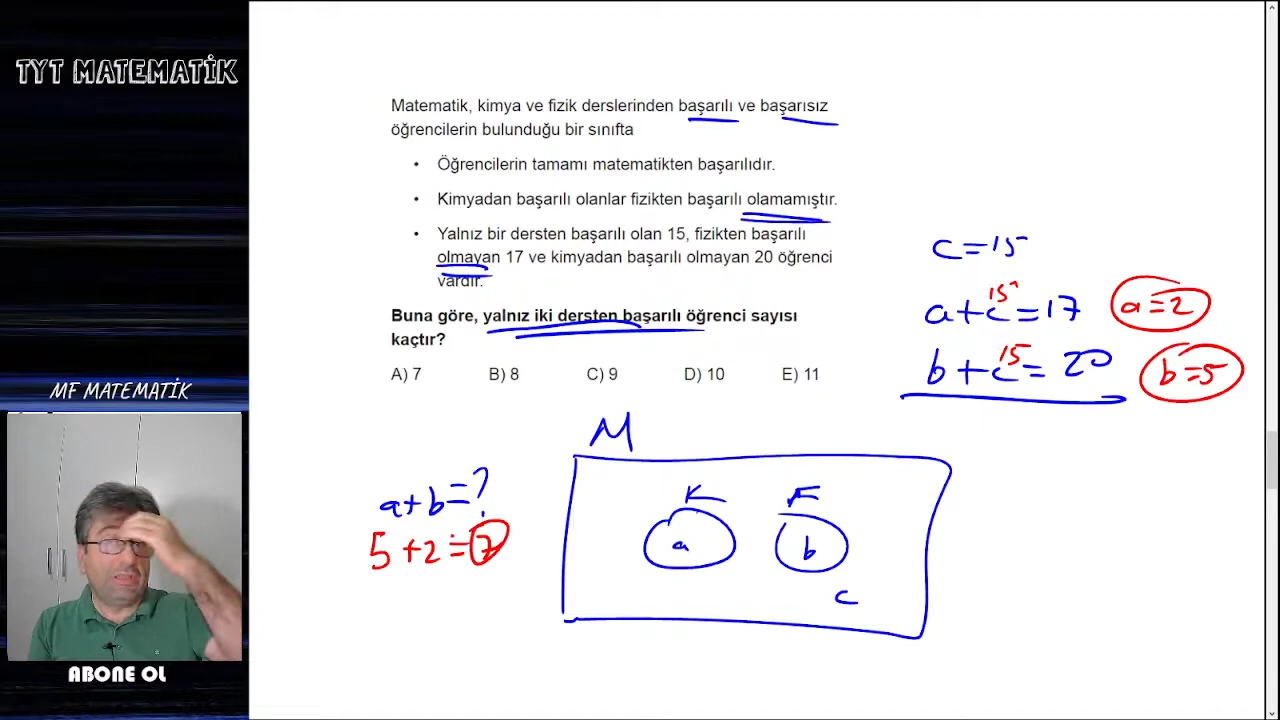 TYT MATEMATİK
Matematik, kimya ve fizik derslerinden başarılı ve başarısız
öğrencilerin bulunduğu bir sınıfta
• Öğrencilerin tamamı matematikten başarılıdır.
• Kimyadan başarılı olanlar fizikten başarılı olamamıştır.
• Yalnız bir dersten başarılı olan 15, fizikten başarılı
olmayan 17 ve kimyadan başarılı olmayan 20 öğrenci
vardır.
Buna göre, yalnız iki dersten başarılı öğrenci sayısı
kaçtır?
A) 7 B) 8 C) 9 D) 10 E) 11
c=15
15
a+c=17 a=2
15
b+c=20 b=5
MF MATEMATİK
M
a+b=?
5+2=7
K F
a b
c
ABONE OL